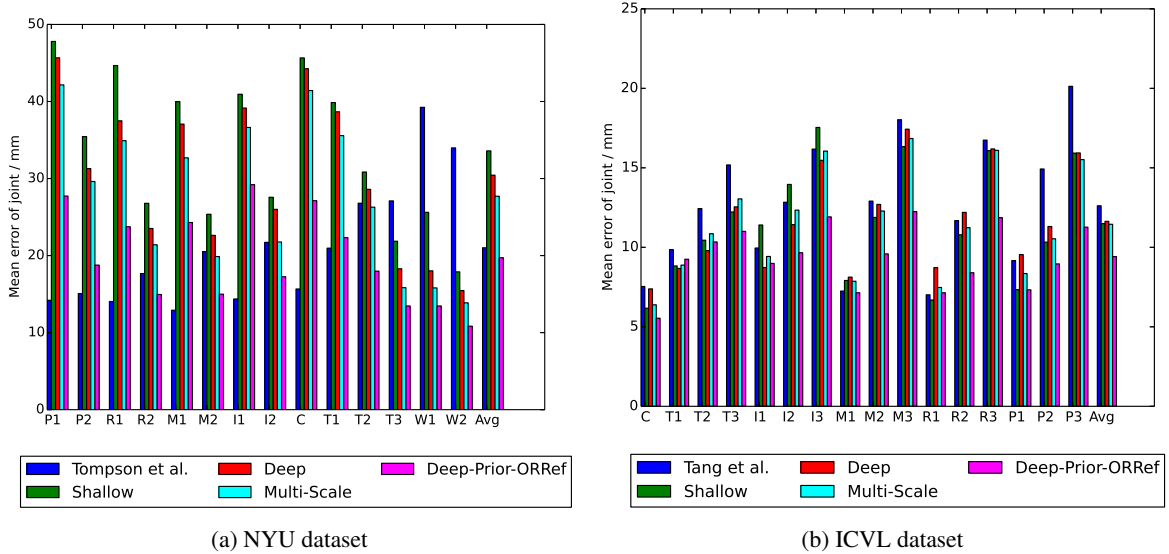 50
40
30
20
10
0
Mean error of joint / mm
P1 P2 R1 R2 M1 M2 I1 I2 C T1 T2 T3 W1 W2 Avg
Tompson et al.
Shallow
Deep
Multi-Scale
Deep-Prior-ORRef
(a) NYU dataset
25
20
15
10
5
0
Mean error of joint / mm
C T1 T2 T3 I1 I2 I3 M1 M2 M3 R1 R2 R3 P1 P2 P3 Avg
Tang et al.
Shallow
Deep
Multi-Scale
Deep-Prior-ORRef
(b) ICVL dataset